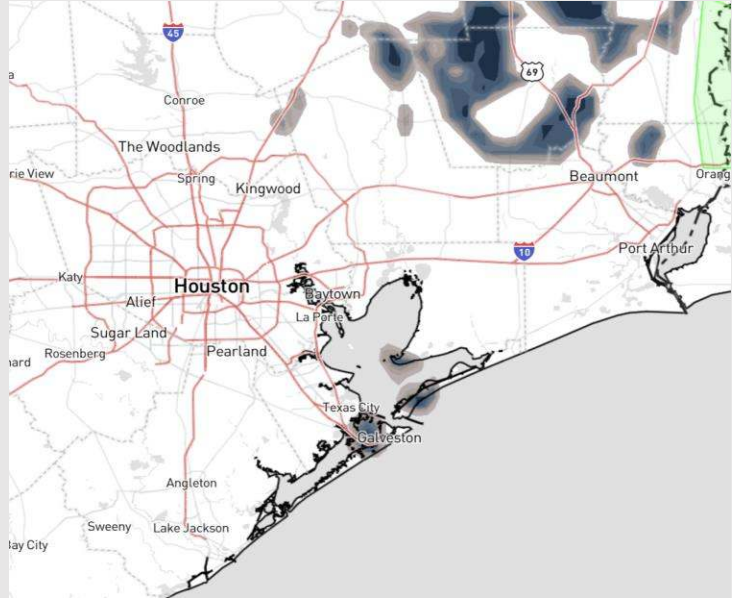 45
69
a
Conroe
The Woodlands
rie View
Spring
Kingwood
Beaumont
Orang
Port Arthur
10
Katy
Houston
Baytown
Alief
La Porte
Sugar Land
Rosenberg
Pearland
ard
Texas City
Galveston
Angleton
Sweeny
Lake Jackson
Bay City